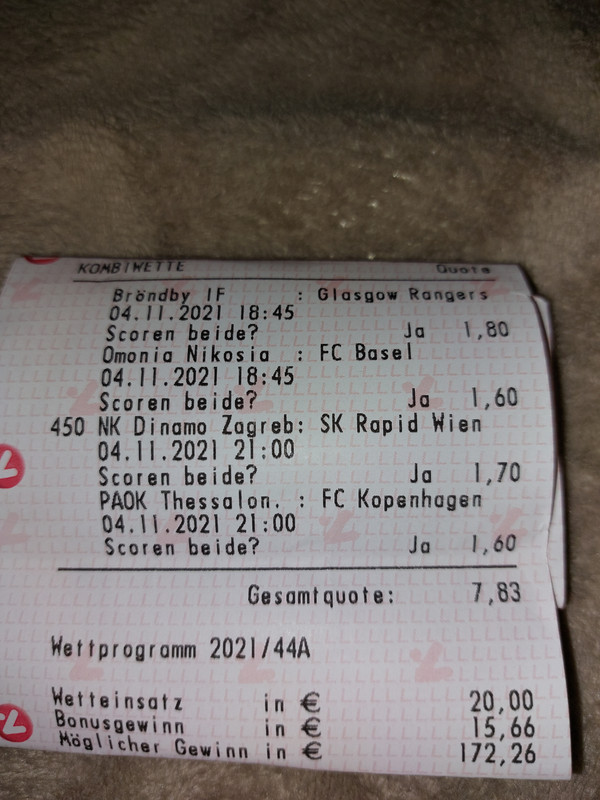 KOMBIWETTE Quote
Bröndby IF : Glasgow Rangers
04.11.2021 18:45
Scoren beide? Ja 1,80
Omonia Nikosia : FC Basel
04.11.2021 18:45
Scoren beide? Ja 1,60
450 NK Dinamo Zagreb: SK Rapid Wien
04.11.2021 21:00
Scoren beide? Ja 1,70
PAOK Thessalon. : FC Kopenhagen
04.11.2021 21:00
Scoren beide? Ja 1,60
Gesamtquote: 7,83
Wettprogramm 2021/44A
Wetteinsatz in € 20,00
Bonusgewinn in € 15,66
Möglicher Gewinn in € 172,26